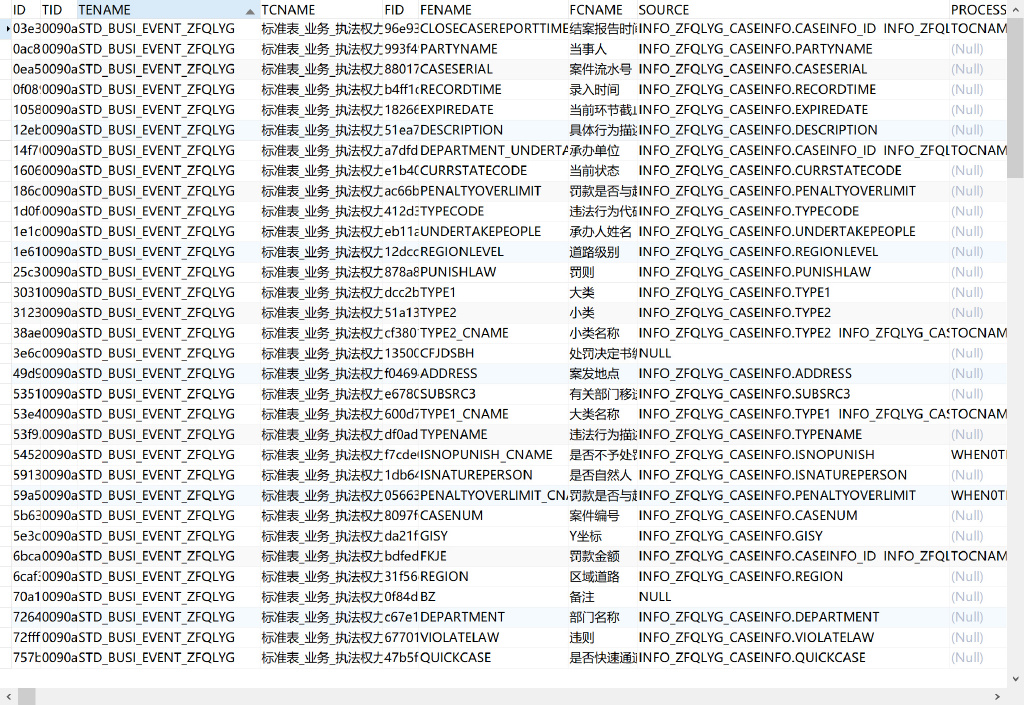 ID TID TENAME TCNAME FID FENAME FCNAME SOURCE PROCESS
03e3 0090a STD_BUSI_EVENT_ZFQLYG 标准表_业务_执法权力 96e93 CLOSECASEREPORTTIME 结案报告时间 INFO_ZFQLYG_CASEINFO.CASEINFO_ID INFO_ZFQL TOCNAM
0ac8 0090a STD_BUSI_EVENT_ZFQLYG 标准表_业务_执法权力 993f4 PARTYNAME 当事人 INFO_ZFQLYG_CASEINFO.PARTYNAME (Null)
0ea5 0090a STD_BUSI_EVENT_ZFQLYG 标准表_业务_执法权力 88017 CASESERIAL 案件流水号 INFO_ZFQLYG_CASEINFO.CASESERIAL (Null)
0f08 0090a STD_BUSI_EVENT_ZFQLYG 标准表_业务_执法权力 b4ff1 RECORDTIME 录入时间 INFO_ZFQLYG_CASEINFO.RECORDTIME (Null)
1058 0090a STD_BUSI_EVENT_ZFQLYG 标准表_业务_执法权力 18266 EXPIREDATE 当前环节截 INFO_ZFQLYG_CASEINFO.EXPIREDATE (Null)
12eb 0090a STD_BUSI_EVENT_ZFQLYG 标准表_业务_执法权力 51ea7 DESCRIPTION 具体行为描 INFO_ZFQLYG_CASEINFO.DESCRIPTION (Null)
14f7 0090a STD_BUSI_EVENT_ZFQLYG 标准表_业务_执法权力 a7dfd DEPARTMENT_UNDERTA 承办单位 INFO_ZFQLYG_CASEINFO.CASEINFO_ID INFO_ZFQL TOCNAM
1606 0090a STD_BUSI_EVENT_ZFQLYG 标准表_业务_执法权力 e1b40 CURRSTATECODE 当前状态 INFO_ZFQLYG_CASEINFO.CURRSTATECODE (Null)
186c 0090a STD_BUSI_EVENT_ZFQLYG 标准表_业务_执法权力 ac66b PENALTYOVERLIMIT 罚款是否与 INFO_ZFQLYG_CASEINFO.PENALTYOVERLIMIT (Null)
1d0f 0090a STD_BUSI_EVENT_ZFQLYG 标准表_业务_执法权力 412d3 TYPECODE 违法行为代 INFO_ZFQLYG_CASEINFO.TYPECODE (Null)
1e1c 0090a STD_BUSI_EVENT_ZFQLYG 标准表_业务_执法权力 eb11a UNDERTAKEPEOPLE 承办人姓名 INFO_ZFQLYG_CASEINFO.UNDERTAKEPEOPLE (Null)
1e61 0090a STD_BUSI_EVENT_ZFQLYG 标准表_业务_执法权力 12dcc REGIONLEVEL 道路级别 INFO_ZFQLYG_CASEINFO.REGIONLEVEL (Null)
25c3 0090a STD_BUSI_EVENT_ZFQLYG 标准表_业务_执法权力 878a8 PUNISHLAW 罚则 INFO_ZFQLYG_CASEINFO.PUNISHLAW (Null)
3031 0090a STD_BUSI_EVENT_ZFQLYG 标准表_业务_执法权力 dcc2b TYPE1 大类 INFO_ZFQLYG_CASEINFO.TYPE1 (Null)
3123 0090a STD_BUSI_EVENT_ZFQLYG 标准表_业务_执法权力 51a13 TYPE2 小类 INFO_ZFQLYG_CASEINFO.TYPE2 (Null)
38ae 0090a STD_BUSI_EVENT_ZFQLYG 标准表_业务_执法权力 cf380 TYPE2_CNAME 小类名称 INFO_ZFQLYG_CASEINFO.TYPE2 INFO_ZFQLYG_CAS TOCNAM
3e6c 0090a STD_BUSI_EVENT_ZFQLYG 标准表_业务_执法权力 13500 CFJDSBH 处罚决定书 NULL (Null)
49d9 0090a STD_BUSI_EVENT_ZFQLYG 标准表_业务_执法权力 f0469 ADDRESS 案发地点 INFO_ZFQLYG_CASEINFO.ADDRESS (Null)
5351 0090a STD_BUSI_EVENT_ZFQLYG 标准表_业务_执法权力 e6780 SUBSRC3 有关部门移 INFO_ZFQLYG_CASEINFO.SUBSRC3 (Null)
53e4 0090a STD_BUSI_EVENT_ZFQLYG 标准表_业务_执法权力 600d7 TYPE1_CNAME 大类名称 INFO_ZFQLYG_CASEINFO.TYPE1 INFO_ZFQLYG_CAS TOCNAM
53f9 0090a STD_BUSI_EVENT_ZFQLYG 标准表_业务_执法权力 df0ad TYPENAME 违法行为描 INFO_ZFQLYG_CASEINFO.TYPENAME (Null)
5452 0090a STD_BUSI_EVENT_ZFQLYG 标准表_业务_执法权力 f7cde ISNOPUNISH_CNAME 是否不予处 INFO_ZFQLYG_CASEINFO.ISNOPUNISH WHEN0T
5913 0090a STD_BUSI_EVENT_ZFQLYG 标准表_业务_执法权力 1db64 ISNATUREPERSON 是否自然人 INFO_ZFQLYG_CASEINFO.ISNATUREPERSON (Null)
59a5 0090a STD_BUSI_EVENT_ZFQLYG 标准表_业务_执法权力 05663 PENALTYOVERLIMIT_CN 罚款是否与 INFO_ZFQLYG_CASEINFO.PENALTYOVERLIMIT WHEN0T
5b63 0090a STD_BUSI_EVENT_ZFQLYG 标准表_业务_执法权力 8097f CASENUM 案件编号 INFO_ZFQLYG_CASEINFO.CASENUM (Null)
5e3c 0090a STD_BUSI_EVENT_ZFQLYG 标准表_业务_执法权力 da21f GISY Y坐标 INFO_ZFQLYG_CASEINFO.GISY (Null)
6bca 0090a STD_BUSI_EVENT_ZFQLYG 标准表_业务_执法权力 bdfed FKJE 罚款金额 INFO_ZFQLYG_CASEINFO.CASEINFO_ID INFO_ZFQL TOCNAM
6caf 0090a STD_BUSI_EVENT_ZFQLYG 标准表_业务_执法权力 31f56 REGION 区域道路 INFO_ZFQLYG_CASEINFO.REGION (Null)
70a1 0090a STD_BUSI_EVENT_ZFQLYG 标准表_业务_执法权力 0f84d BZ 备注 NULL (Null)
7264 0090a STD_BUSI_EVENT_ZFQLYG 标准表_业务_执法权力 c67e1 DEPARTMENT 部门名称 INFO_ZFQLYG_CASEINFO.DEPARTMENT (Null)
72fff 0090a STD_BUSI_EVENT_ZFQLYG 标准表_业务_执法权力 67701 VIOLATELAW 违则 INFO_ZFQLYG_CASEINFO.VIOLATELAW (Null)
757b 0090a STD_BUSI_EVENT_ZFQLYG 标准表_业务_执法权力 47b5f QUICKCASE 是否快速通 INFO_ZFQLYG_CASEINFO.QUICKCASE (Null)